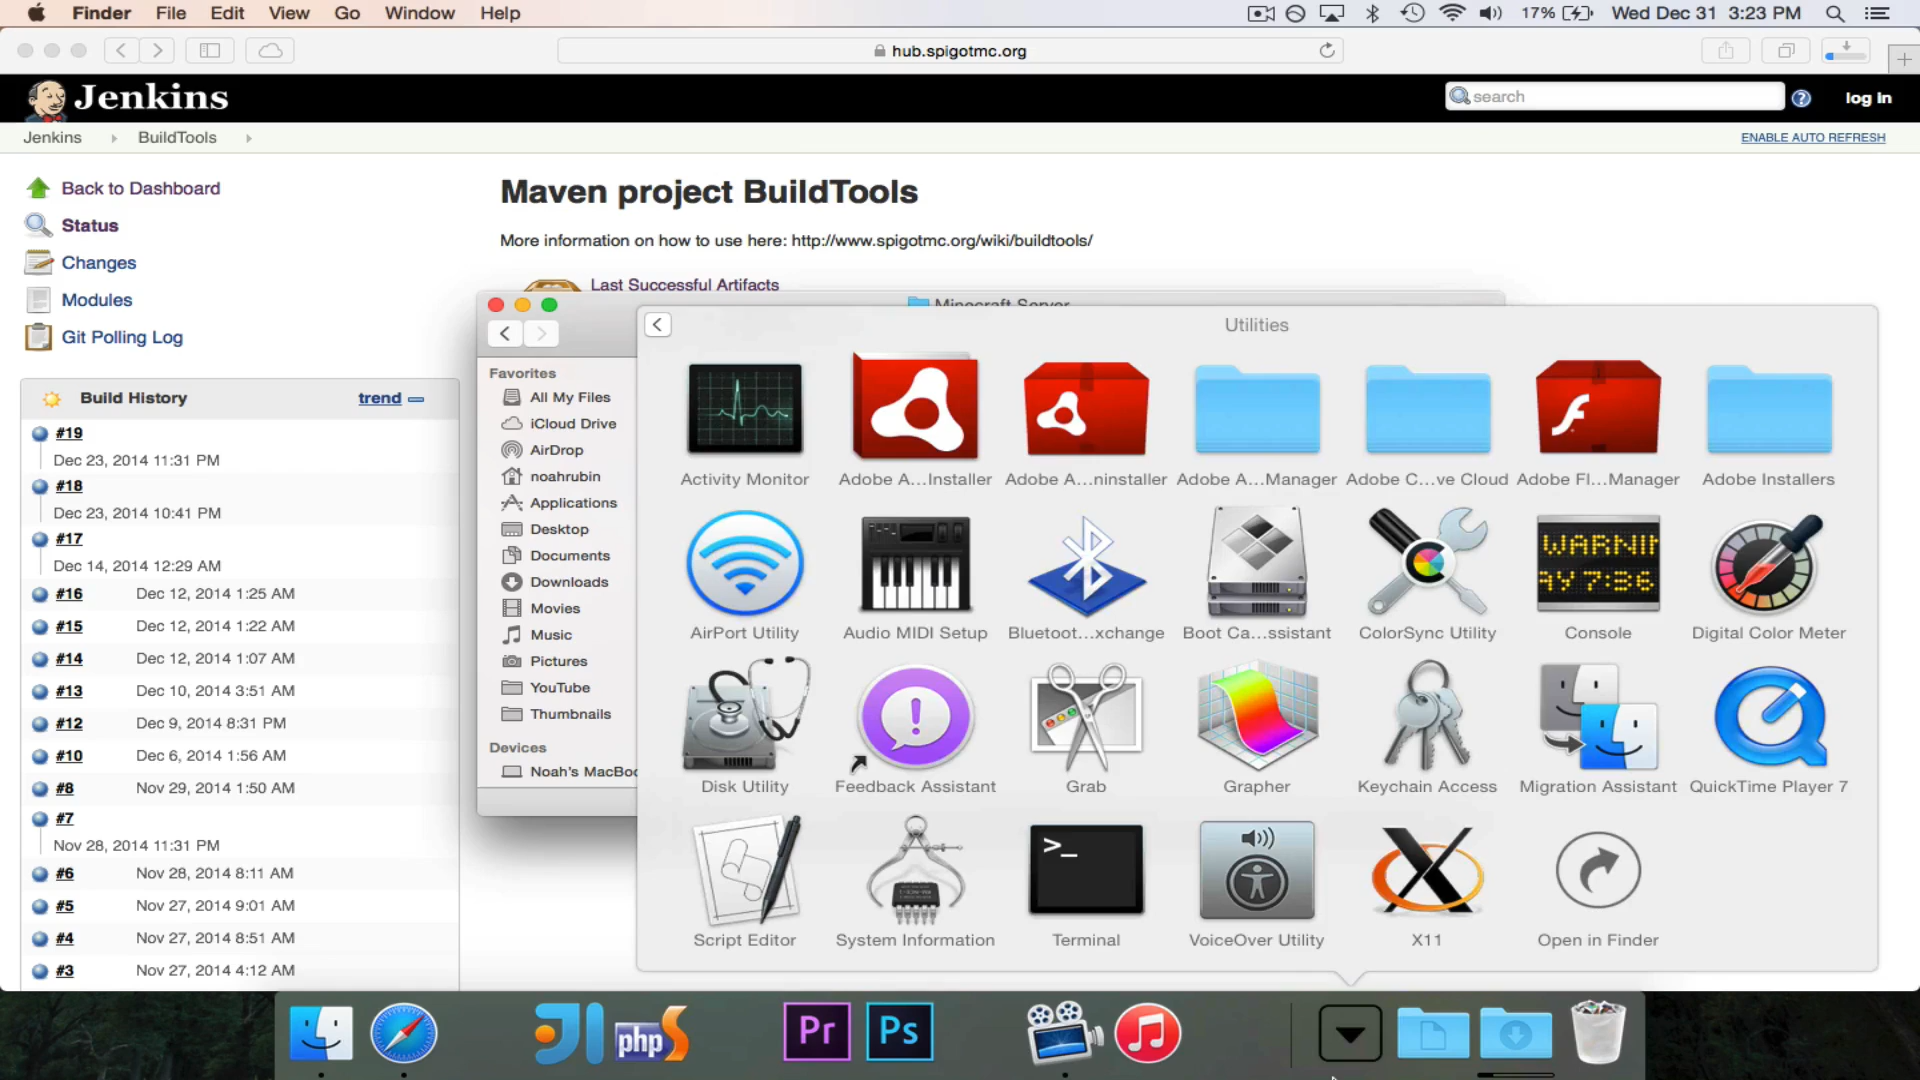 Finder File Edit View Go Window Help
17% Wed Dec 31 3:23 PM
hub.spigotmc.org
Jenkins
search
log in
Jenkins BuildTools
ENABLE AUTO REFRESH
Back to Dashboard
Status
Changes
Modules
Git Polling Log
Maven project BuildTools
More information on how to use here: http://www.spigotmc.org/wiki/buildtools/
Last Successful Artifacts
Build History trend
#19
Dec 23, 2014 11:31 PM
#18
Dec 23, 2014 10:41 PM
#17
Dec 14, 2014 12:29 AM
#16 Dec 12, 2014 1:25 AM
#15 Dec 12, 2014 1:22 AM
#14 Dec 12, 2014 1:07 AM
#13 Dec 10, 2014 3:51 AM
#12 Dec 9, 2014 8:31 PM
#10 Dec 6, 2014 1:56 AM
#8 Nov 29, 2014 1:50 AM
#7
Nov 28, 2014 11:31 PM
#6 Nov 28, 2014 8:11 AM
#5 Nov 27, 2014 9:01 AM
#4 Nov 27, 2014 8:51 AM
#3 Nov 27, 2014 4:12 AM
Minecraft Server
Favorites
All My Files
iCloud Drive
AirDrop
noahrubin
Applications
Desktop
Documents
Downloads
Movies
Music
Pictures
YouTube
Thumbnails
Devices
Noah's MacBoo
Utilities
Activity Monitor
Adobe A...Installer
Adobe A...ninstaller
Adobe A...Manager
Adobe C...ve Cloud
Adobe Fl...Manager
Adobe Installers
WARNIN
AY 7:36
AirPort Utility
Audio MIDI Setup
Bluetoot...xchange
Boot Ca...ssistant
ColorSync Utility
Console
Digital Color Meter
Disk Utility
Feedback Assistant
Grab
Grapher
Keychain Access
Migration Assistant
QuickTime Player 7
>_
Script Editor
System Information
Terminal
VoiceOver Utility
X11
Open in Finder
php
Pr
Ps